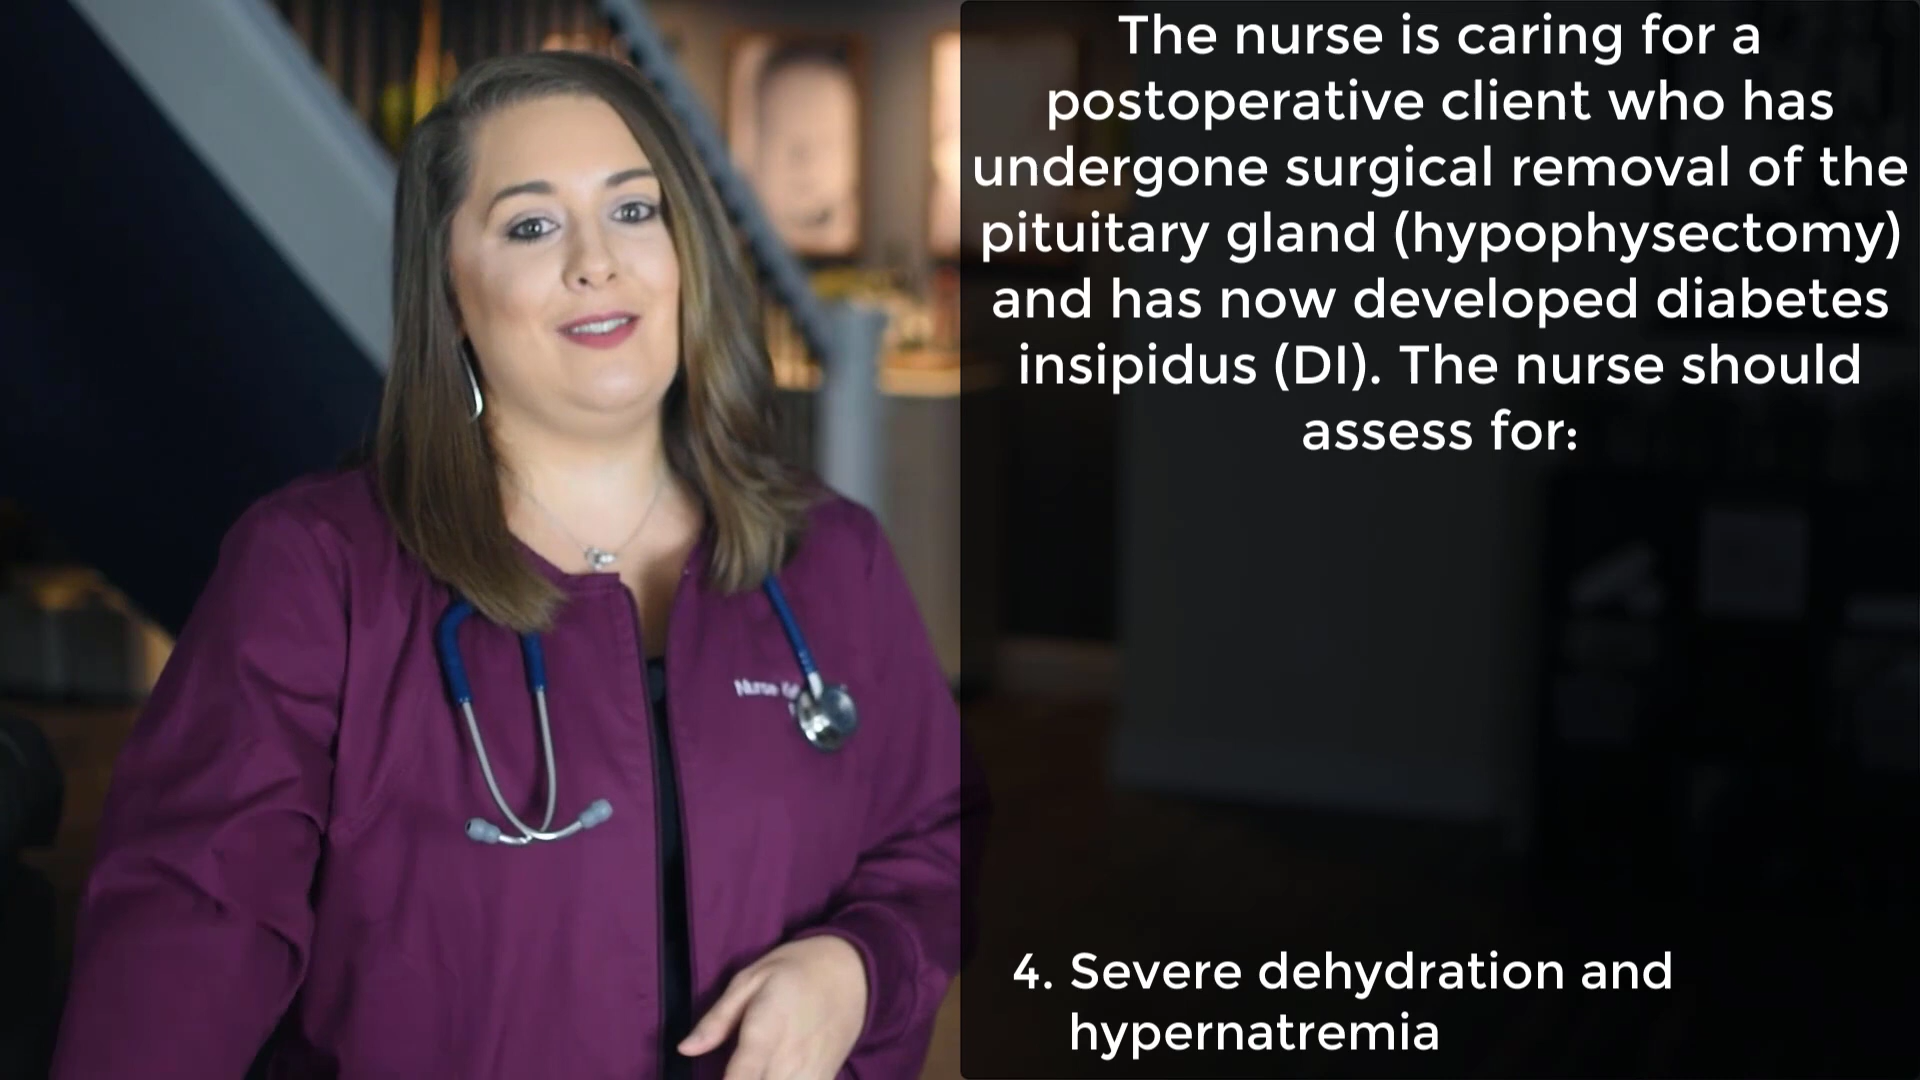 The nurse is caring for a
postoperative client who has
undergone surgical removal of the
pituitary gland (hypophysectomy)
and has now developed diabetes
insipidus (DI). The nurse should
assess for:
4. Severe dehydration and
hypernatremia
Nurse